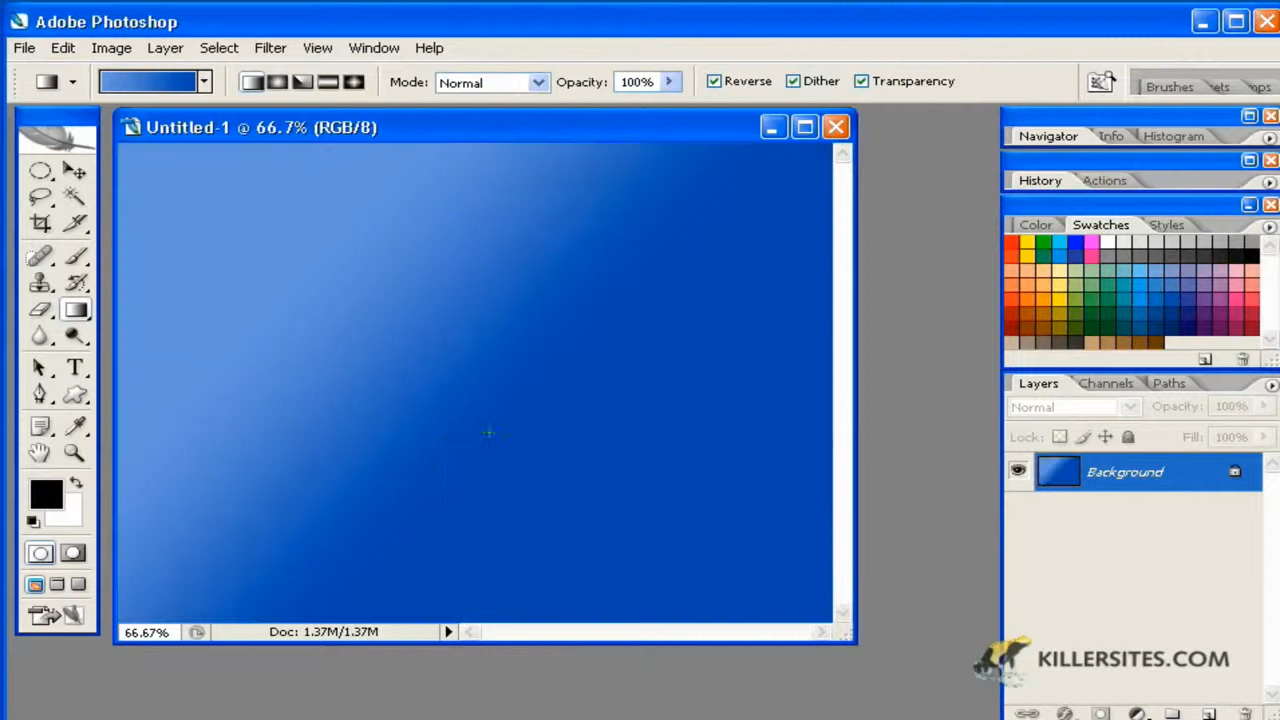 Adobe Photoshop
File Edit Image Layer Select Filter View Window Help
Mode: Normal Opacity: 100% Reverse Dither Transparency
Brushes ets mps
Untitled-1 @ 66.7% (RGB/8)
Navigator Info Histogram
History Actions
Color Swatches Styles
T
Layers Channels Paths
Normal Opacity: 100%
Lock: Fill: 100%
Background
66.67% Doc: 1.37M/1.37M
KILLERSITES.COM